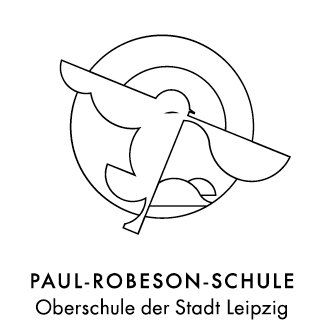 PAUL-ROBESON-SCHULE
Oberschule der Stadt Leipzig